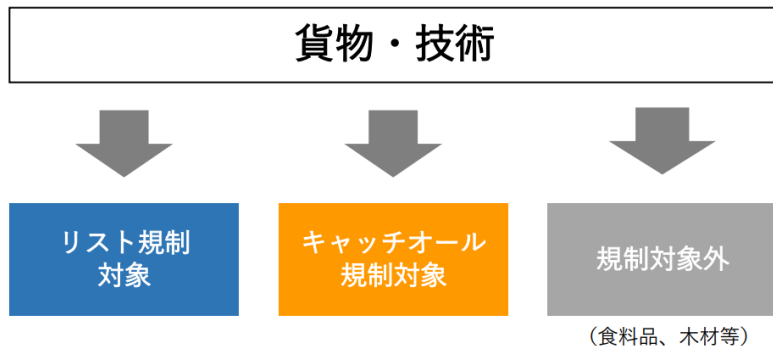 貨物・技術
リスト規制
対象
キャッチオール
規制対象
規制対象外
（食料品、木材等）